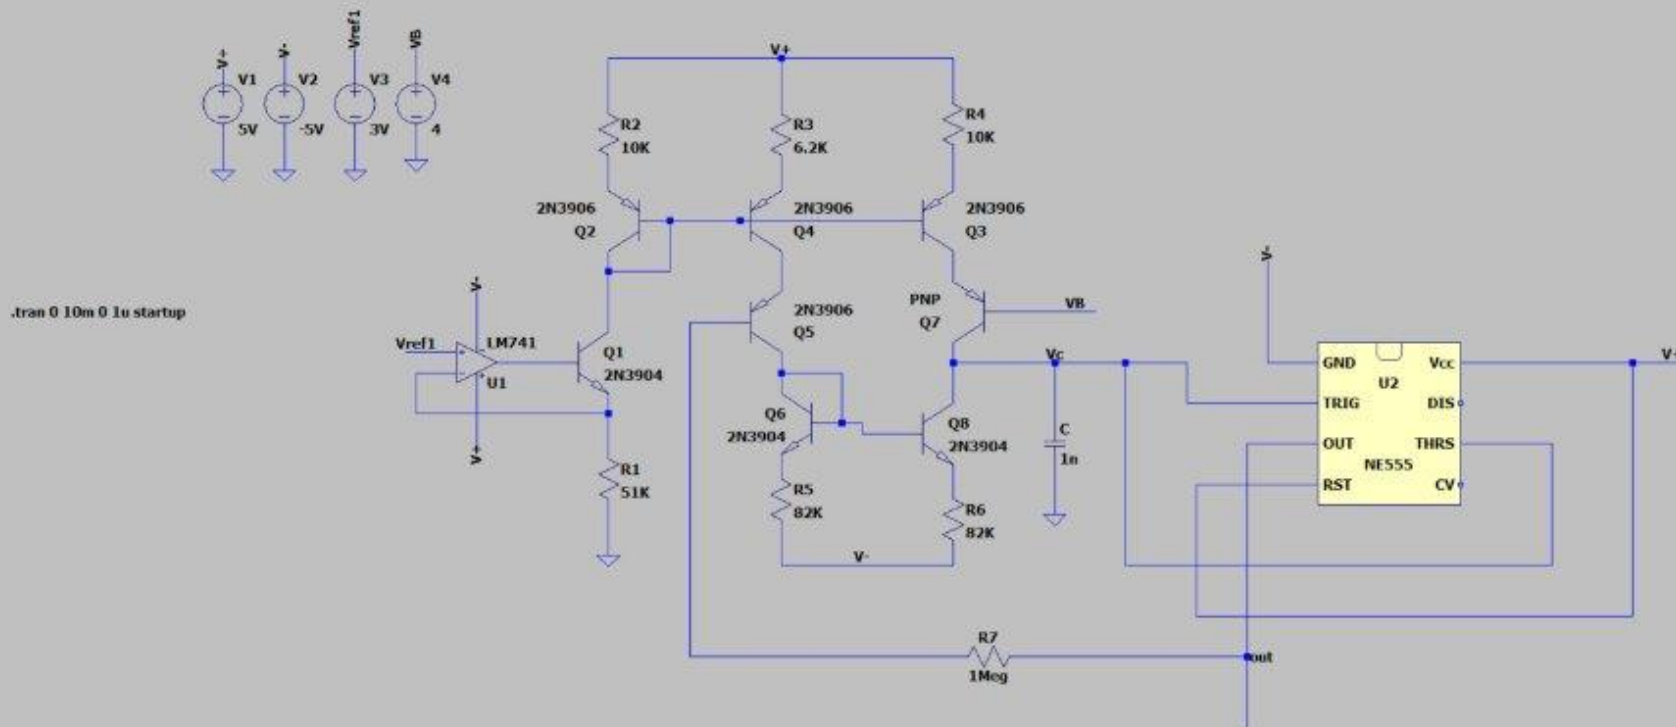 V+
V-
Vref1
VB
V1
V2
V3
V4
5V
-5V
3V
4
V+
R2
10K
R3
6.2K
R4
10K
2N3906
Q2
2N3906
Q4
2N3906
Q3
.tran 0 10m 0 1u startup
V-
Vref1
LM741
U1
V+
Q1
2N3904
2N3906
Q5
PNP
Q7
VB
Vc
Q6
2N3904
Q8
2N3904
C
1n
R1
51K
R5
82K
R6
82K
V-
V-
GND
Vcc
V+
U2
TRIG
DIS
OUT
THRS
NE555
RST
CV
R7
1Meg
out